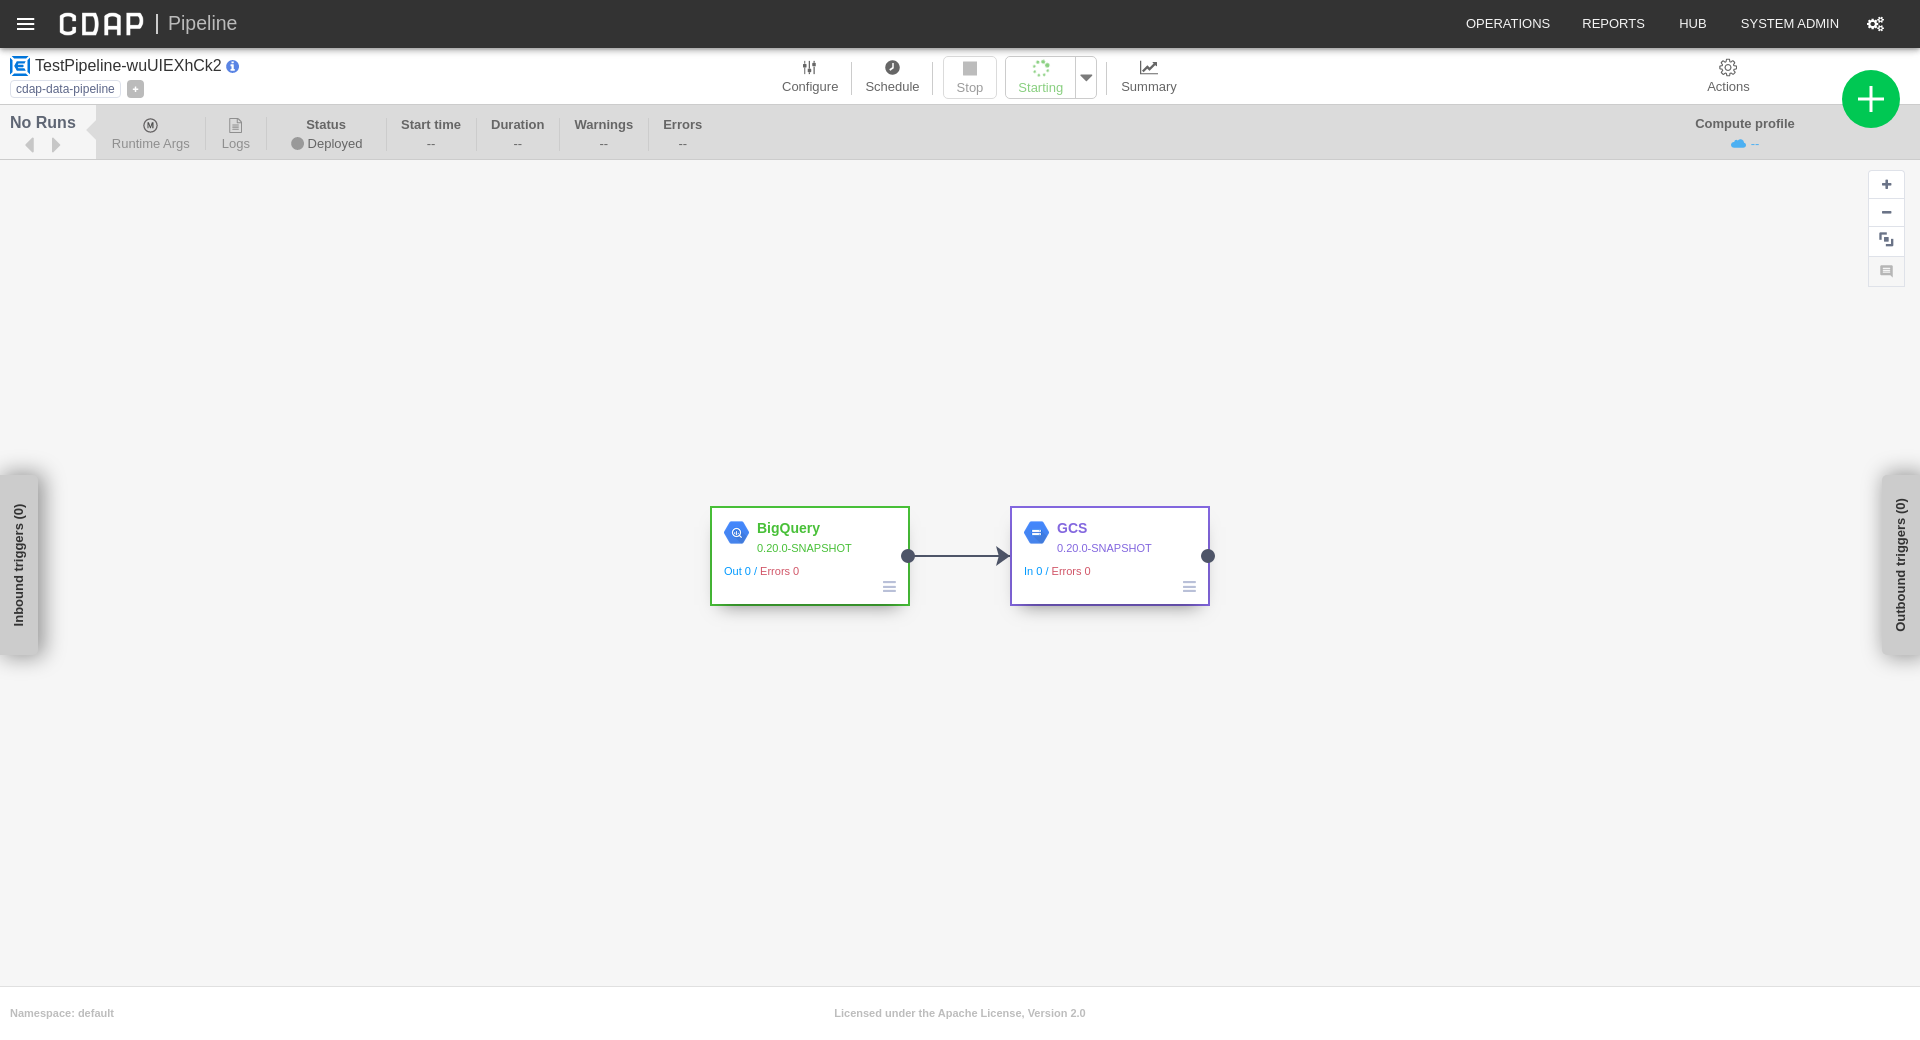 CDAP | Pipeline
OPERATIONS
REPORTS
HUB
SYSTEM ADMIN
TestPipeline-wuUIEXhCk2
cdap-data-pipeline
Configure
Schedule
Stop
Starting
Summary
Actions
No Runs
Runtime Args
Logs
Status
Deployed
Start time
--
Duration
--
Warnings
--
Errors
--
Compute profile
--
Inbound triggers (0)
BigQuery
0.20.0-SNAPSHOT
Out 0 / Errors 0
GCS
0.20.0-SNAPSHOT
In 0 / Errors 0
Outbound triggers (0)
Namespace: default
Licensed under the Apache License, Version 2.0